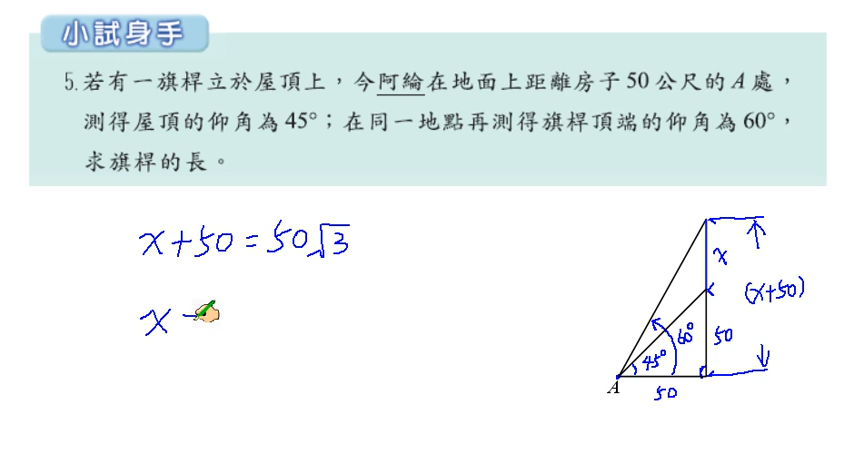 小試身手
5.若有一旗桿立於屋頂上，今阿綸在地面上距離房子50公尺的A處，
測得屋頂的仰角為45°；在同一地點再測得旗桿頂端的仰角為60°，
求旗桿的長。
x+50=50√3
x
x
(x+50)
60°
50
45°
A
50